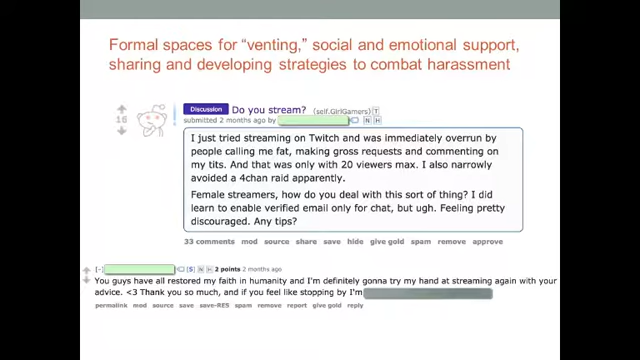 Formal spaces for “venting,” social and emotional support,
sharing and developing strategies to combat harassment
Discussion Do you stream? (self.GirlGamers) T
16 submitted 2 months ago by N H
I just tried streaming on Twitch and was immediately overrun by
people calling me fat, making gross requests and commenting on
my tits. And that was only with 20 viewers max. I also narrowly
avoided a 4chan raid apparently.
Female streamers, how do you deal with this sort of thing? I did
learn to enable verified email only for chat, but ugh. Feeling pretty
discouraged. Any tips?
33 comments mod source share save hide give gold spam remove approve
[-] [S] N H 2 points 2 months ago
You guys have all restored my faith in humanity and I'm definitely gonna try my hand at streaming again with your
advice. <3 Thank you so much, and if you feel like stopping by I'm
permalink mod source save save-RES spam remove report give gold reply